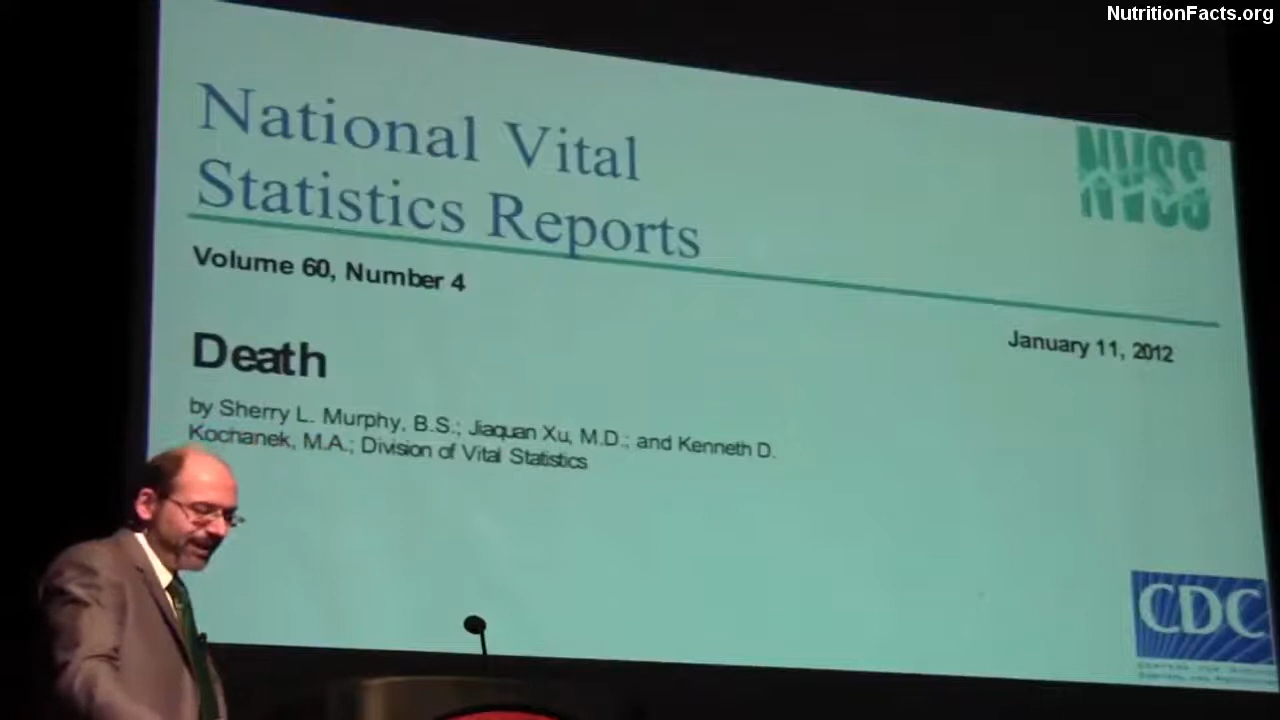 NutritionFacts.org
National Vital
Statistics Reports
NVSS
Volume 60, Number 4
January 11, 2012
Death
by Sherry L. Murphy, B.S.; Jiaquan Xu, M.D.; and Kenneth D.
Kochanek, M.A.; Division of Vital Statistics
CDC